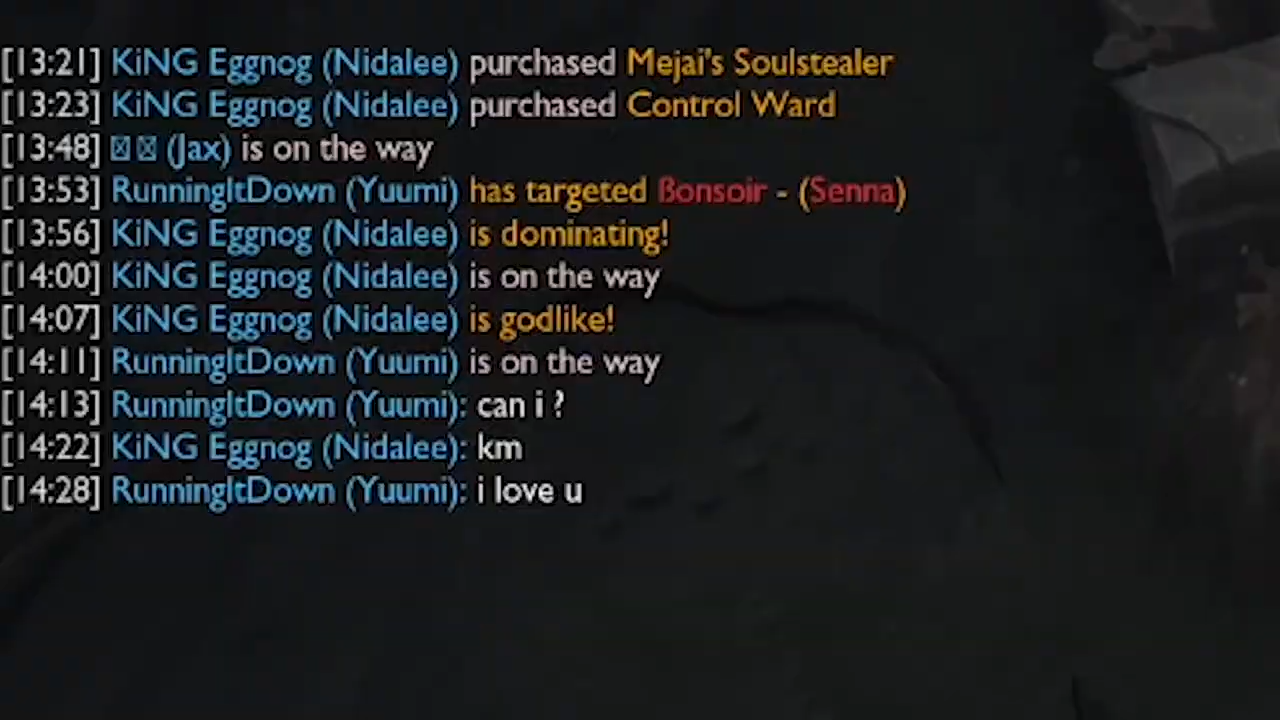 [13:21] KiNG Eggnog (Nidalee) purchased Mejai's Soulstealer
[13:23] KiNG Eggnog (Nidalee) purchased Control Ward
[13:48] (Jax) is on the way
[13:53] RunningItDown (Yuumi) has targeted ßonsoir - (Senna)
[13:56] KiNG Eggnog (Nidalee) is dominating!
[14:00] KiNG Eggnog (Nidalee) is on the way
[14:07] KiNG Eggnog (Nidalee) is godlike!
[14:11] RunningItDown (Yuumi) is on the way
[14:13] RunningItDown (Yuumi): can i ?
[14:22] KiNG Eggnog (Nidalee): km
[14:28] RunningItDown (Yuumi): i love u